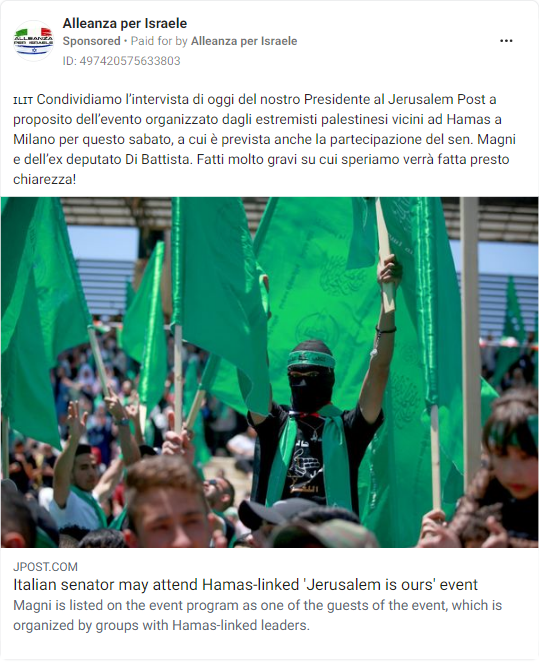 ALLEANZA
PER ISRAELE
Alleanza per Israele
Sponsored • Paid for by Alleanza per Israele
ID: 497420575633803
ILIT Condividiamo l'intervista di oggi del nostro Presidente al Jerusalem Post a
proposito dell'evento organizzato dagli estremisti palestinesi vicini ad Hamas a
Milano per questo sabato, a cui è prevista anche la partecipazione del sen. Magni
e dell'ex deputato Di Battista. Fatti molto gravi su cui speriamo verrà fatta presto
chiarezza!
JPOST.COM
Italian senator may attend Hamas-linked 'Jerusalem is ours' event
Magni is listed on the event program as one of the guests of the event, which is
organized by groups with Hamas-linked leaders.